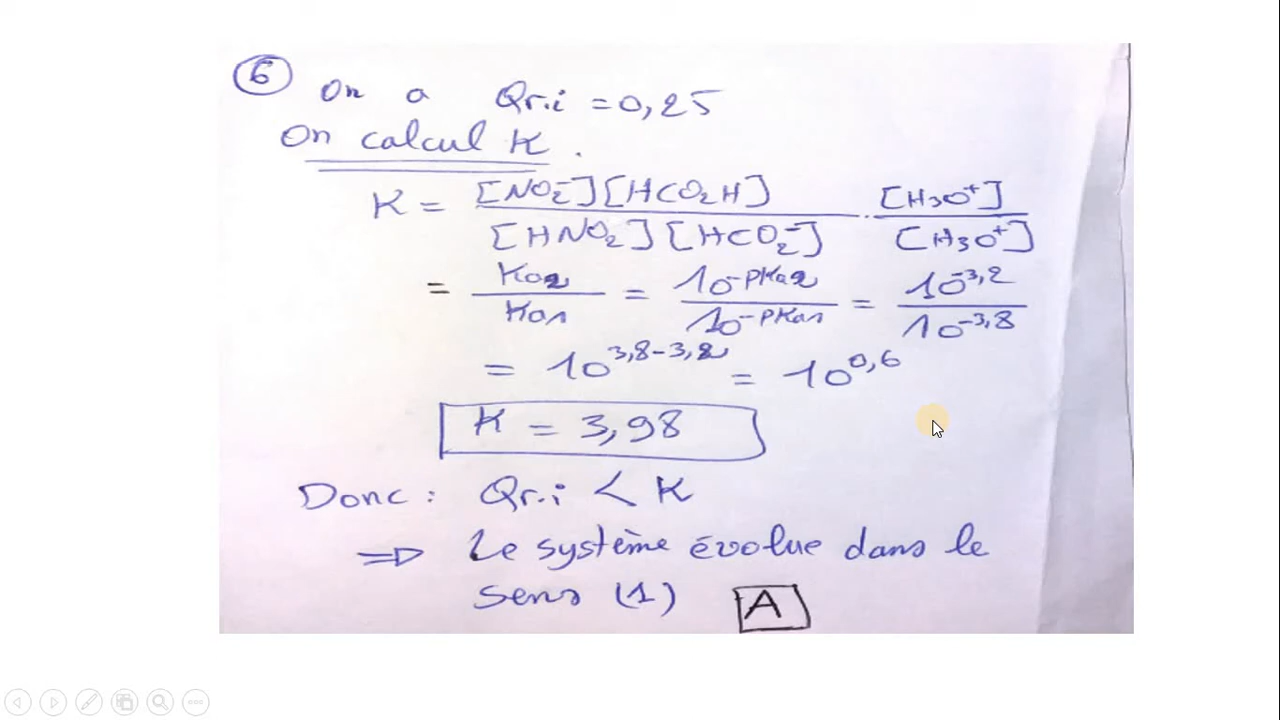 6 On a Qr.i = 0,25
On calcul K.
K = [NO₂⁻][HCO₂H] / [HNO₂][HCO₂⁻] . [H₃O⁺] / [H₃O⁺]
= Ka₂ / Ka₁ = 10^-PKa2 / 10^-PKa1 = 10^-3,2 / 10^-3,8
= 10^3,8-3,2 = 10^0,6
K = 3,98
Donc : Qr.i < K
⇒ Le système évolue dans le
sens (1) A